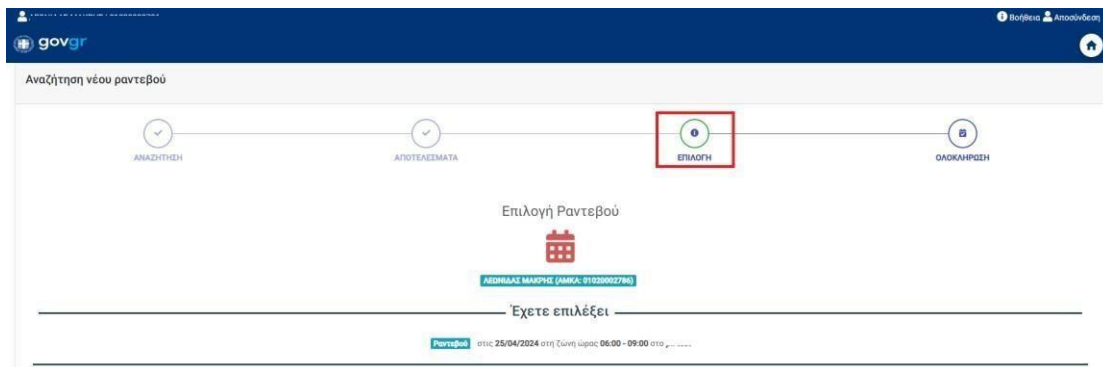 Βοήθεια Αποσύνδεση
govgr
Αναζήτηση νέου ραντεβού
ΑΝΑΖΗΤΗΣΗ ΑΠΟΤΕΛΕΣΜΑΤΑ ΕΠΙΛΟΓΗ ΟΛΟΚΛΗΡΩΣΗ
Επιλογή Ραντεβού
ΛΕΩΝΙΔΑΣ ΜΑΚΡΗΣ (ΑΜΚΑ: 01020002786)
Έχετε επιλέξει
Ραντεβού στις 25/04/2024 στη ζώνη ώρας 06:00 - 09:00 στο